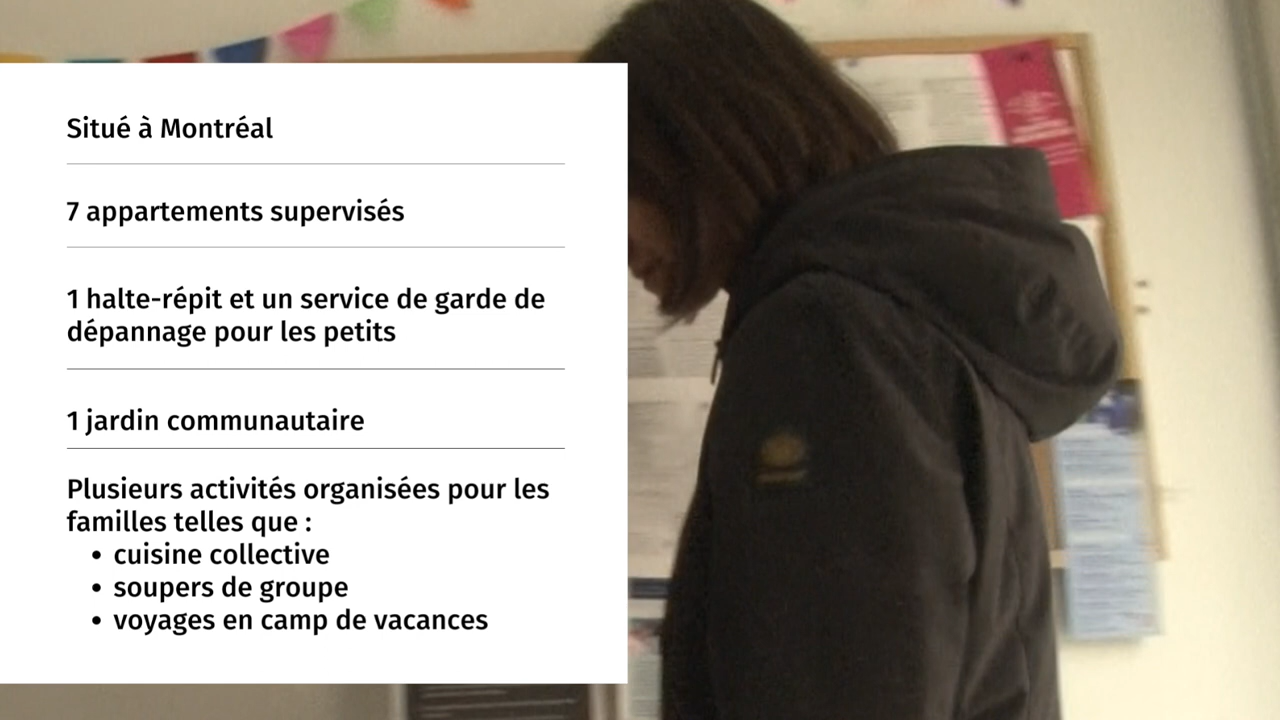 Situé à Montréal
7 appartements supervisés
1 halte-répit et un service de garde de
dépannage pour les petits
1 jardin communautaire
Plusieurs activités organisées pour les
familles telles que :
• cuisine collective
• soupers de groupe
• voyages en camp de vacances